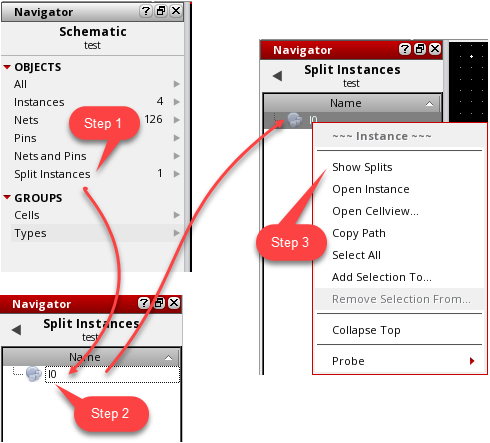 Navigator
Schematic
test
OBJECTS
All
Instances 4
Nets 126
Pins
Nets and Pins
Split Instances 1
GROUPS
Cells
Types
Step 1
Navigator
Split Instances
test
Name
I0
Step 2
Navigator
Split Instances
test
Name
I0
~~~ Instance ~~~
Show Splits
Open Instance
Open Cellview...
Copy Path
Select All
Add Selection To...
Remove Selection From...
Collapse Top
Probe
Step 3